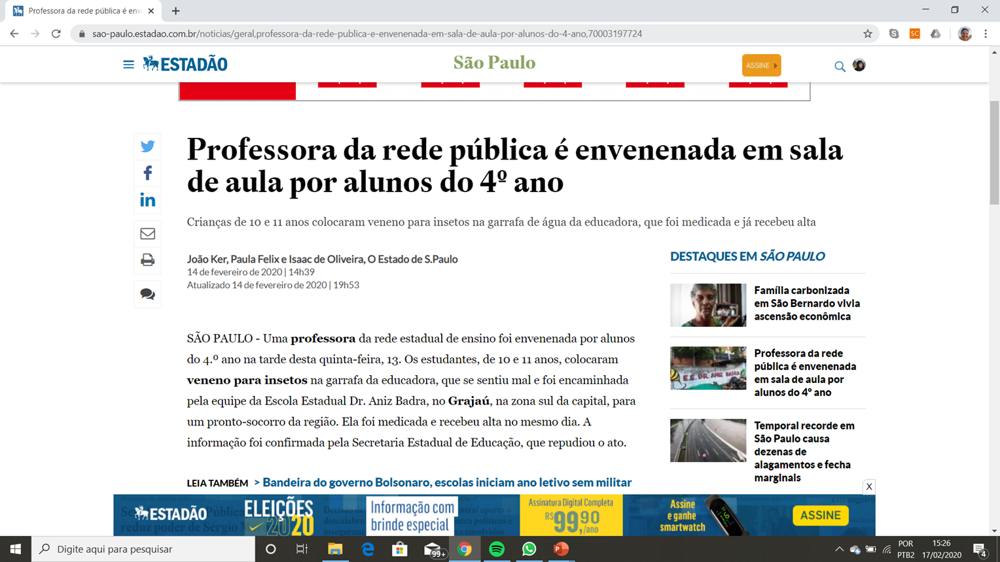 Professora da rede pública é env
sao-paulo.estadao.com.br/noticias/geral,professora-da-rede-publica-e-envenenada-em-sala-de-aula-por-alunos-do-4-ano,70003197724
SC
ESTADÃO
São Paulo
ASSINE
Professora da rede pública é envenenada em sala
de aula por alunos do 4º ano
Crianças de 10 e 11 anos colocaram veneno para insetos na garrafa de água da educadora, que foi medicada e já recebeu alta
João Ker, Paula Felix e Isaac de Oliveira, O Estado de S.Paulo
14 de fevereiro de 2020 | 14h39
Atualizado 14 de fevereiro de 2020 | 19h53
SÃO PAULO - Uma professora da rede estadual de ensino foi envenenada por alunos
do 4.º ano na tarde desta quinta-feira, 13. Os estudantes, de 10 e 11 anos, colocaram
veneno para insetos na garrafa da educadora, que se sentiu mal e foi encaminhada
pela equipe da Escola Estadual Dr. Aniz Badra, no Grajaú, na zona sul da capital, para
um pronto-socorro da região. Ela foi medicada e recebeu alta no mesmo dia. A
informação foi confirmada pela Secretaria Estadual de Educação, que repudiou o ato.
LEIA TAMBÉM > Bandeira do governo Bolsonaro, escolas iniciam ano letivo sem militar
DESTAQUES EM SÃO PAULO
Família carbonizada
em São Bernardo vivia
ascensão econômica
E.E. DR. ANIZ BADRA
Professora da rede
pública é envenenada
em sala de aula por
alunos do 4º ano
Temporal recorde em
São Paulo causa
dezenas de
alagamentos e fecha
marginais
X
ESTADÃO
ELEIÇÕES
2020
Informação com
brinde especial
Assinatura Digital Completa
R$ 99,90 /ano
Assine
e ganhe
smartwatch
ASSINE
Digite aqui para pesquisar
99+
POR
PTB2
15:26
17/02/2020
4